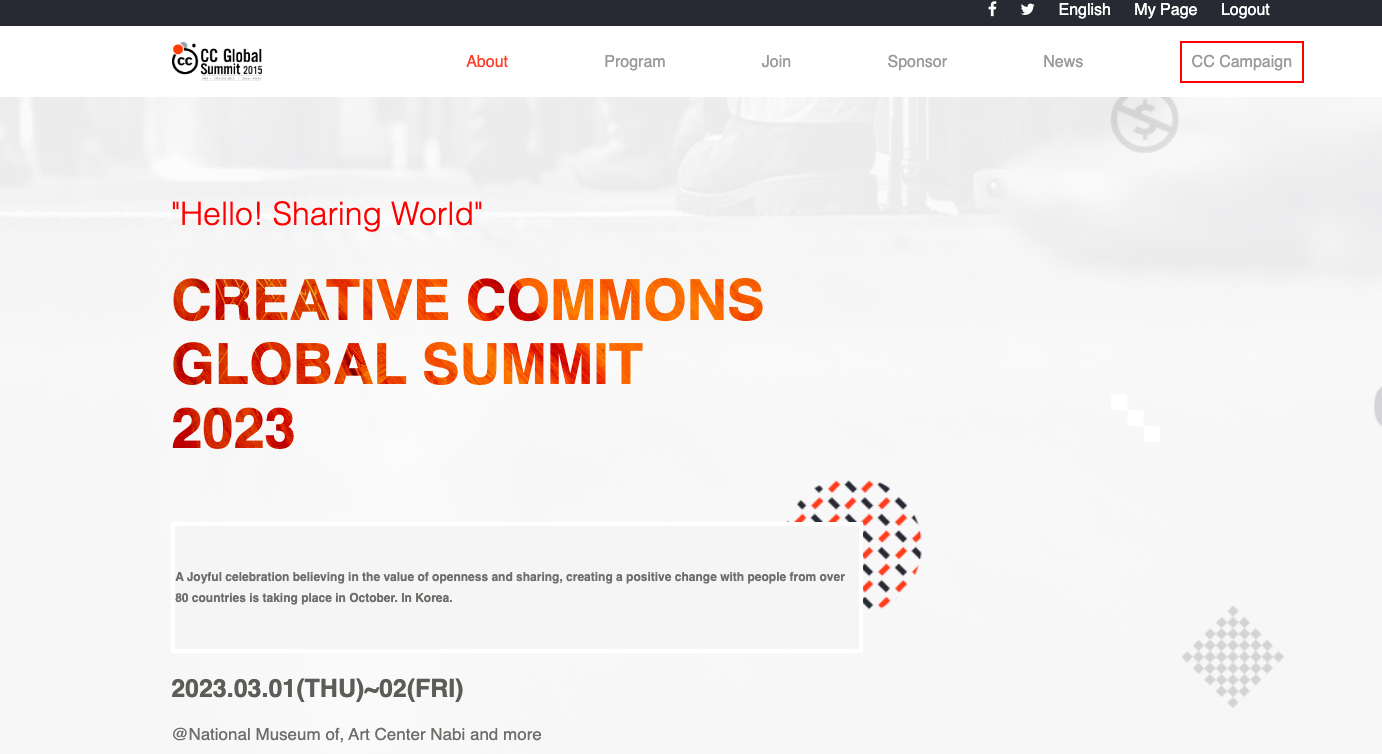 English My Page Logout
CC Global
Summit 2015
About Program Join Sponsor News CC Campaign
"Hello! Sharing World"
CREATIVE COMMONS
GLOBAL SUMMIT
2023
A Joyful celebration believing in the value of openness and sharing, creating a positive change with people from over
80 countries is taking place in October. In Korea.
2023.03.01(THU)~02(FRI)
@National Museum of, Art Center Nabi and more